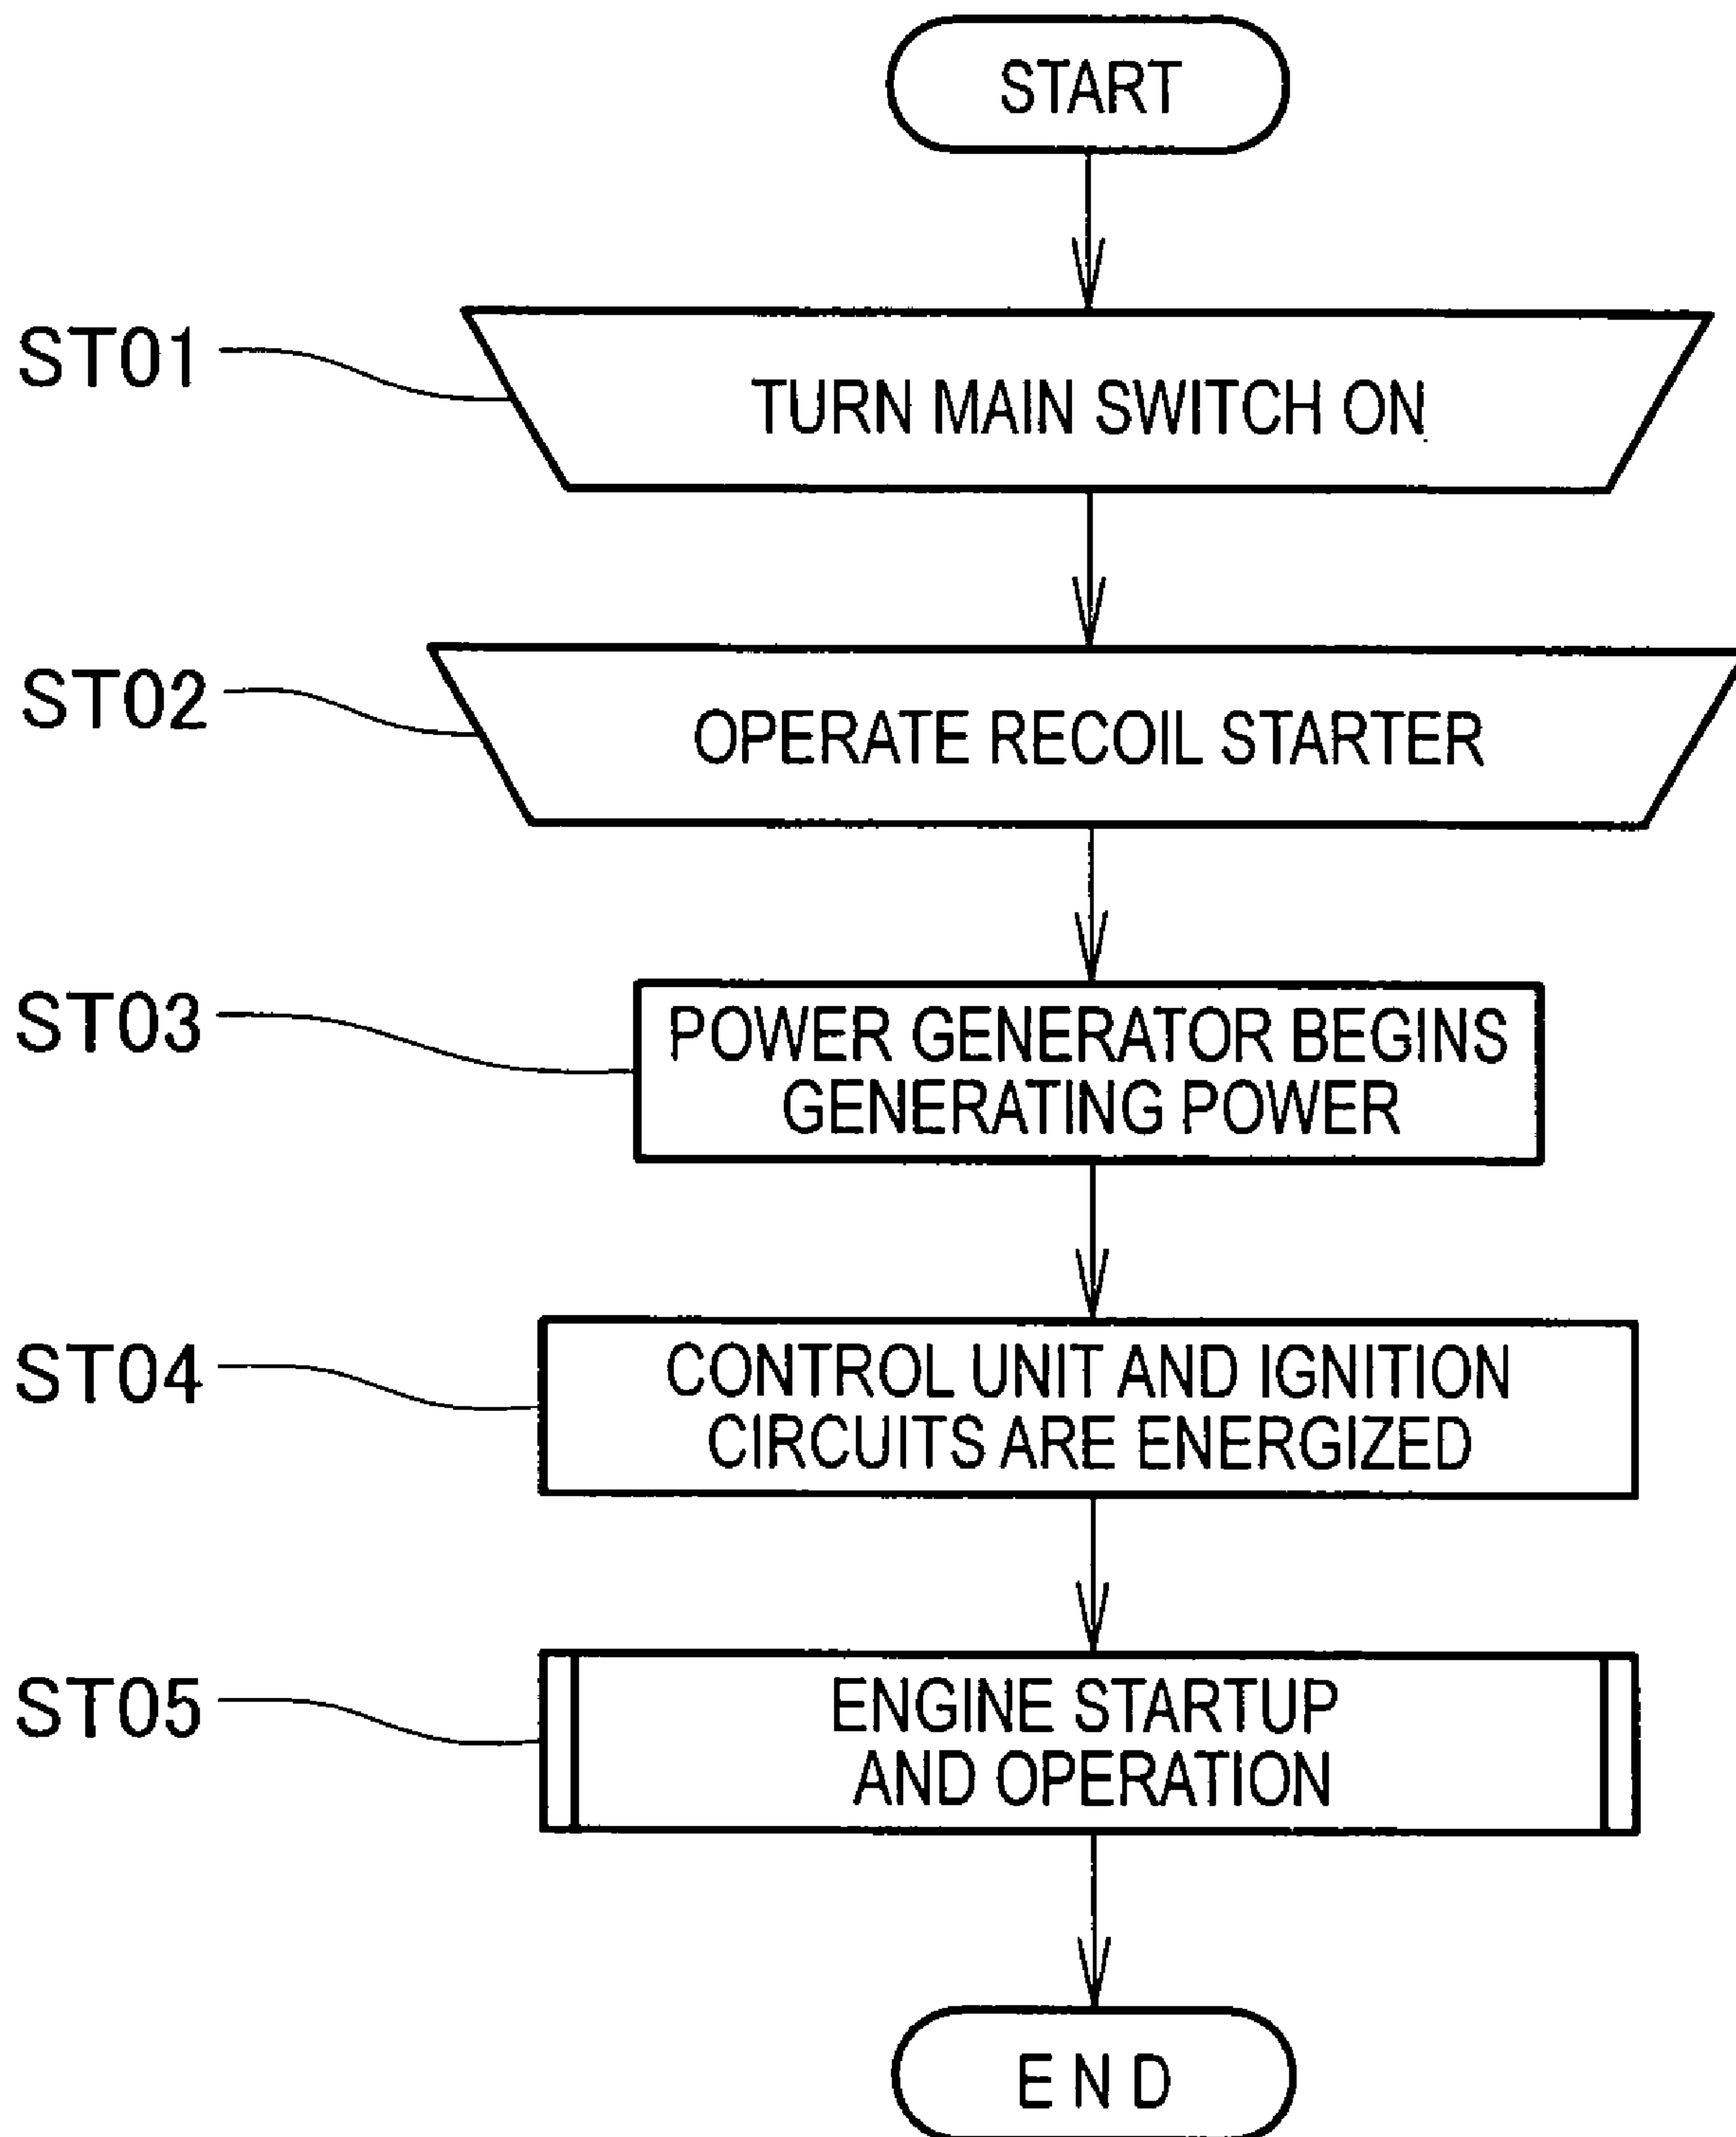 START
ST01
TURN MAIN SWITCH ON
ST02
OPERATE RECOIL STARTER
ST03
POWER GENERATOR BEGINS
GENERATING POWER
ST04
CONTROL UNIT AND IGNITION
CIRCUITS ARE ENERGIZED
ST05
ENGINE STARTUP
AND OPERATION
END